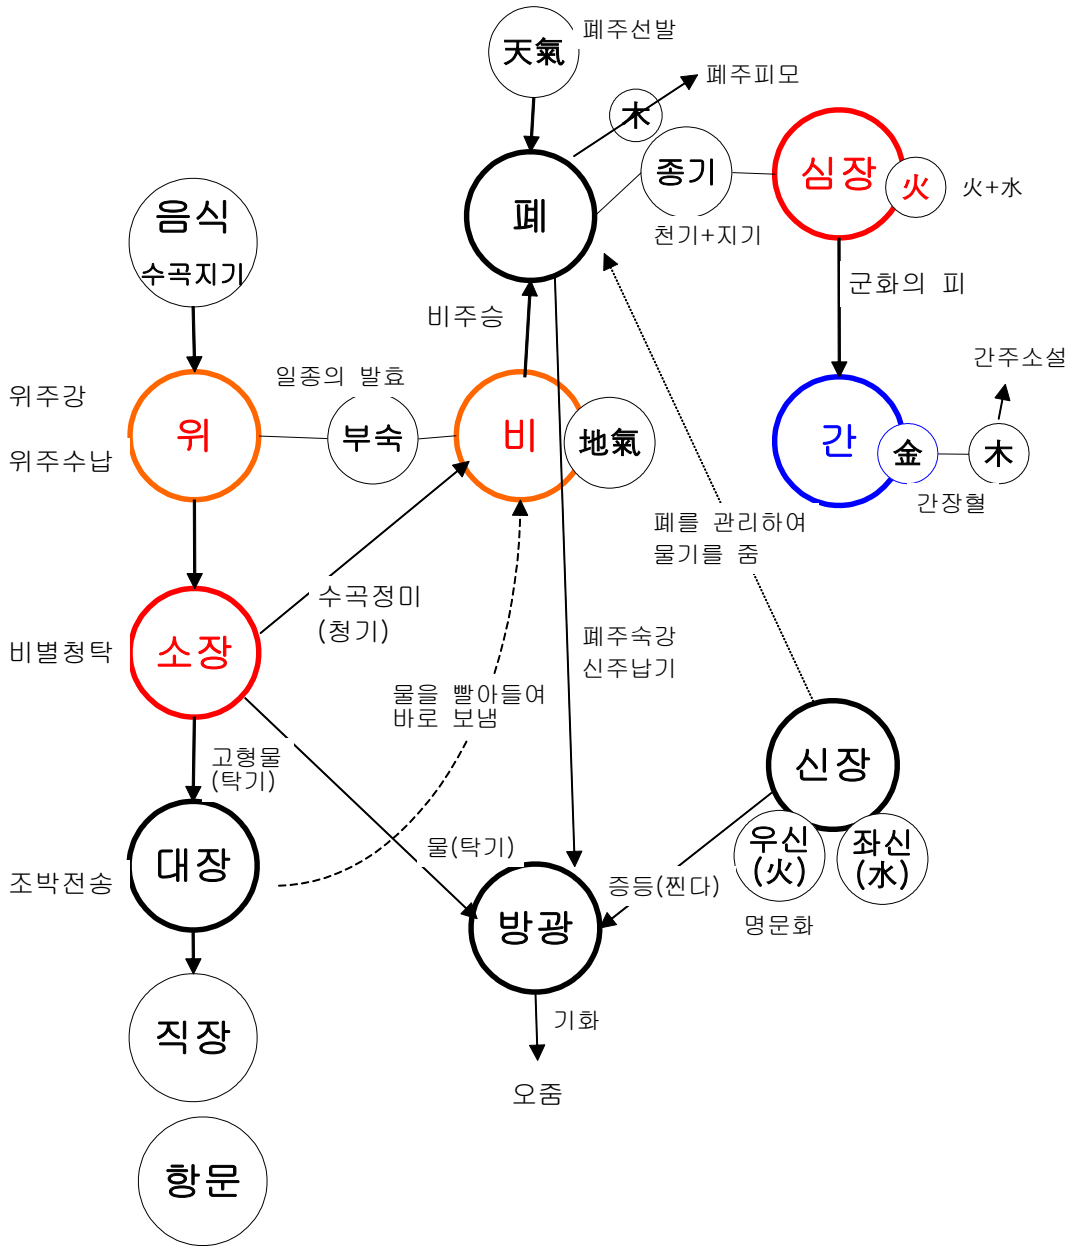 天氣
폐주선발
폐주피모
木
종기
천기+지기
심장
火
火+水
폐
음식
수곡지기
비주승
군화의 피
간주소설
위주강
위주수납
위
일종의 발효
부숙
비
地氣
간
金
木
간장혈
폐를 관리하여
물기를 줌
수곡정미
(청기)
비별청탁
소장
폐주숙강
신주납기
물을 빨아들여
바로 보냄
고형물
(탁기)
신장
우신
(火)
좌신
(水)
명문화
대장
조박전송
물(탁기)
증등(찐다)
방광
기화
오줌
직장
항문